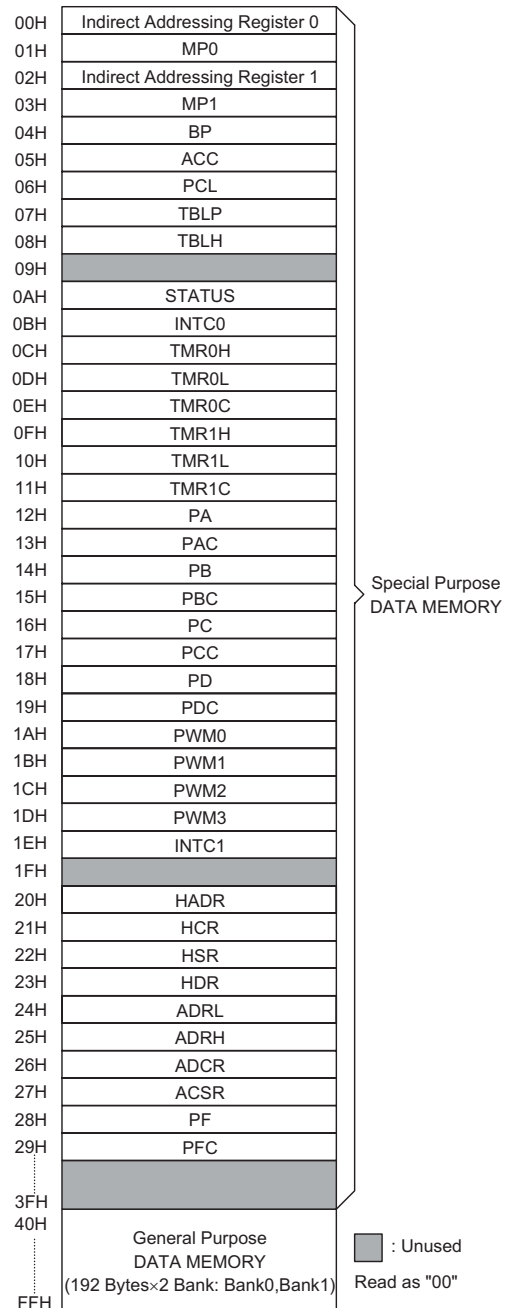 00H Indirect Addressing Register 0
01H MP0
02H Indirect Addressing Register 1
03H MP1
04H BP
05H ACC
06H PCL
07H TBLP
08H TBLH
09H
0AH STATUS
0BH INTC0
0CH TMR0H
0DH TMR0L
0EH TMR0C
0FH TMR1H
10H TMR1L
11H TMR1C
12H PA
13H PAC
14H PB
15H PBC
16H PC
17H PCC
18H PD
19H PDC
1AH PWM0
1BH PWM1
1CH PWM2
1DH PWM3
1EH INTC1
1FH
20H HADR
21H HCR
22H HSR
23H HDR
24H ADRL
25H ADRH
26H ADCR
27H ACSR
28H PF
29H PFC
3FH
40H
General Purpose
DATA MEMORY
(192 Bytes×2 Bank: Bank0,Bank1)
FFH
Special Purpose
DATA MEMORY
: Unused
Read as "00"